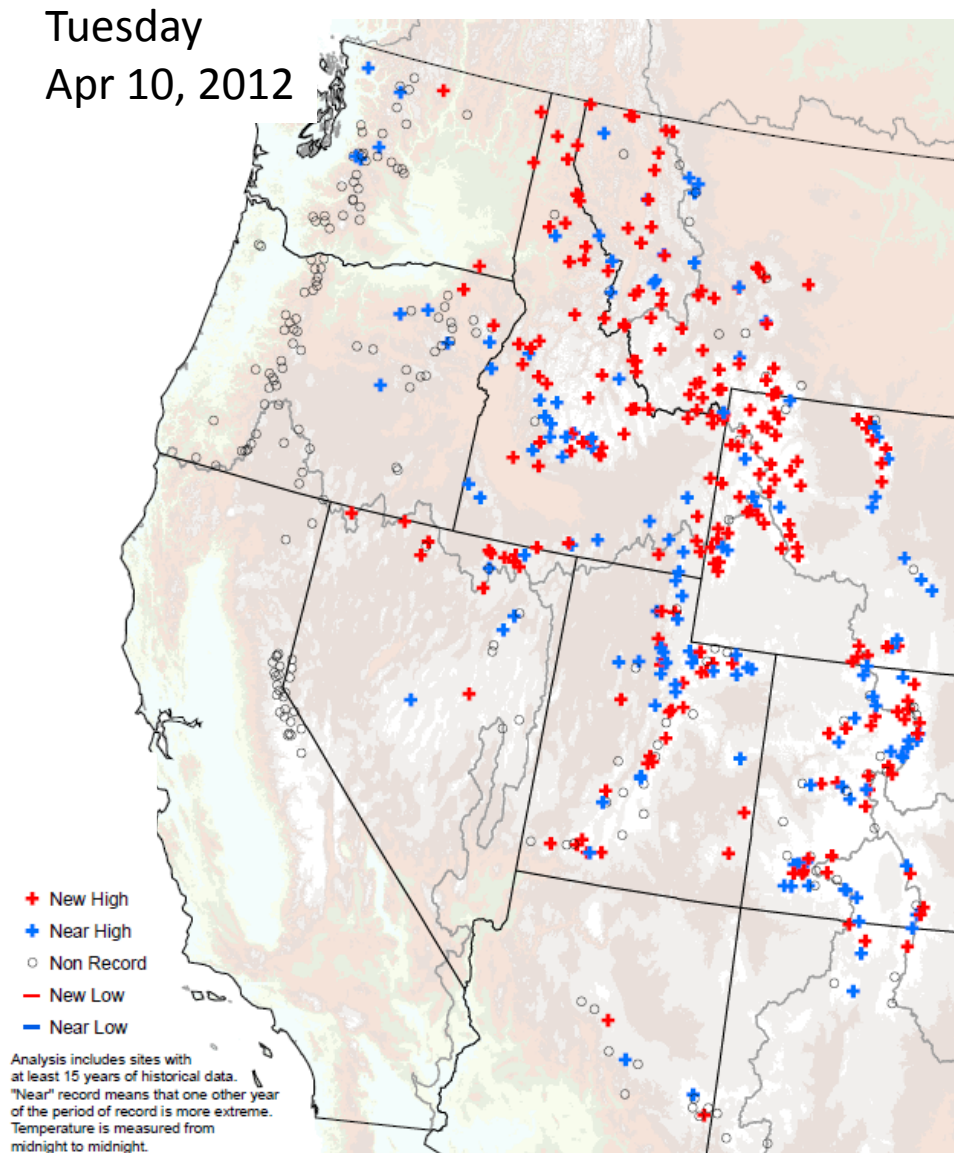 Tuesday
Apr 10, 2012
New High
Near High
Non Record
New Low
Near Low
Analysis includes sites with
at least 15 years of historical data.
"Near" record means that one other year
of the period of record is more extreme.
Temperature is measured from
midnight to midnight.